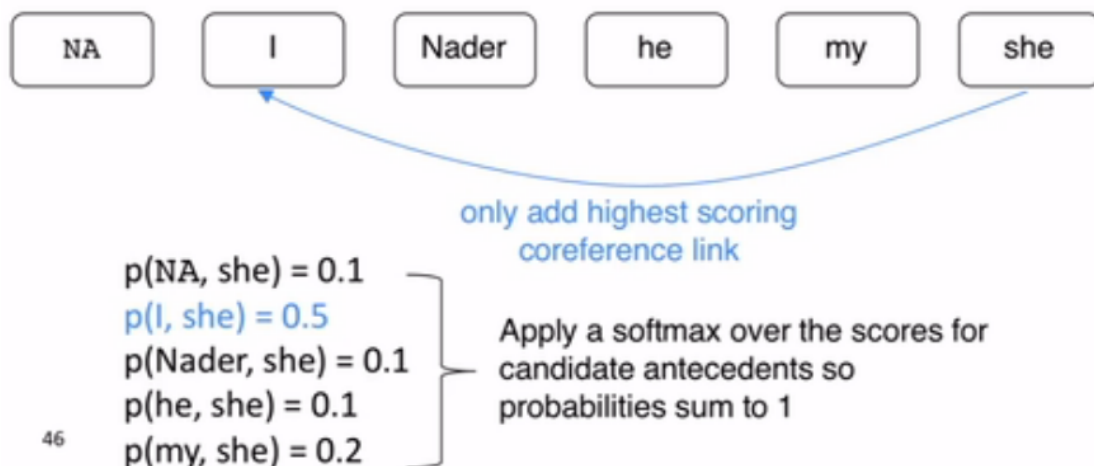 NA I Nader he my she
only add highest scoring
coreference link
p(NA, she) = 0.1
p(I, she) = 0.5
p(Nader, she) = 0.1
p(he, she) = 0.1
p(my, she) = 0.2
Apply a softmax over the scores for
candidate antecedents so
probabilities sum to 1
46